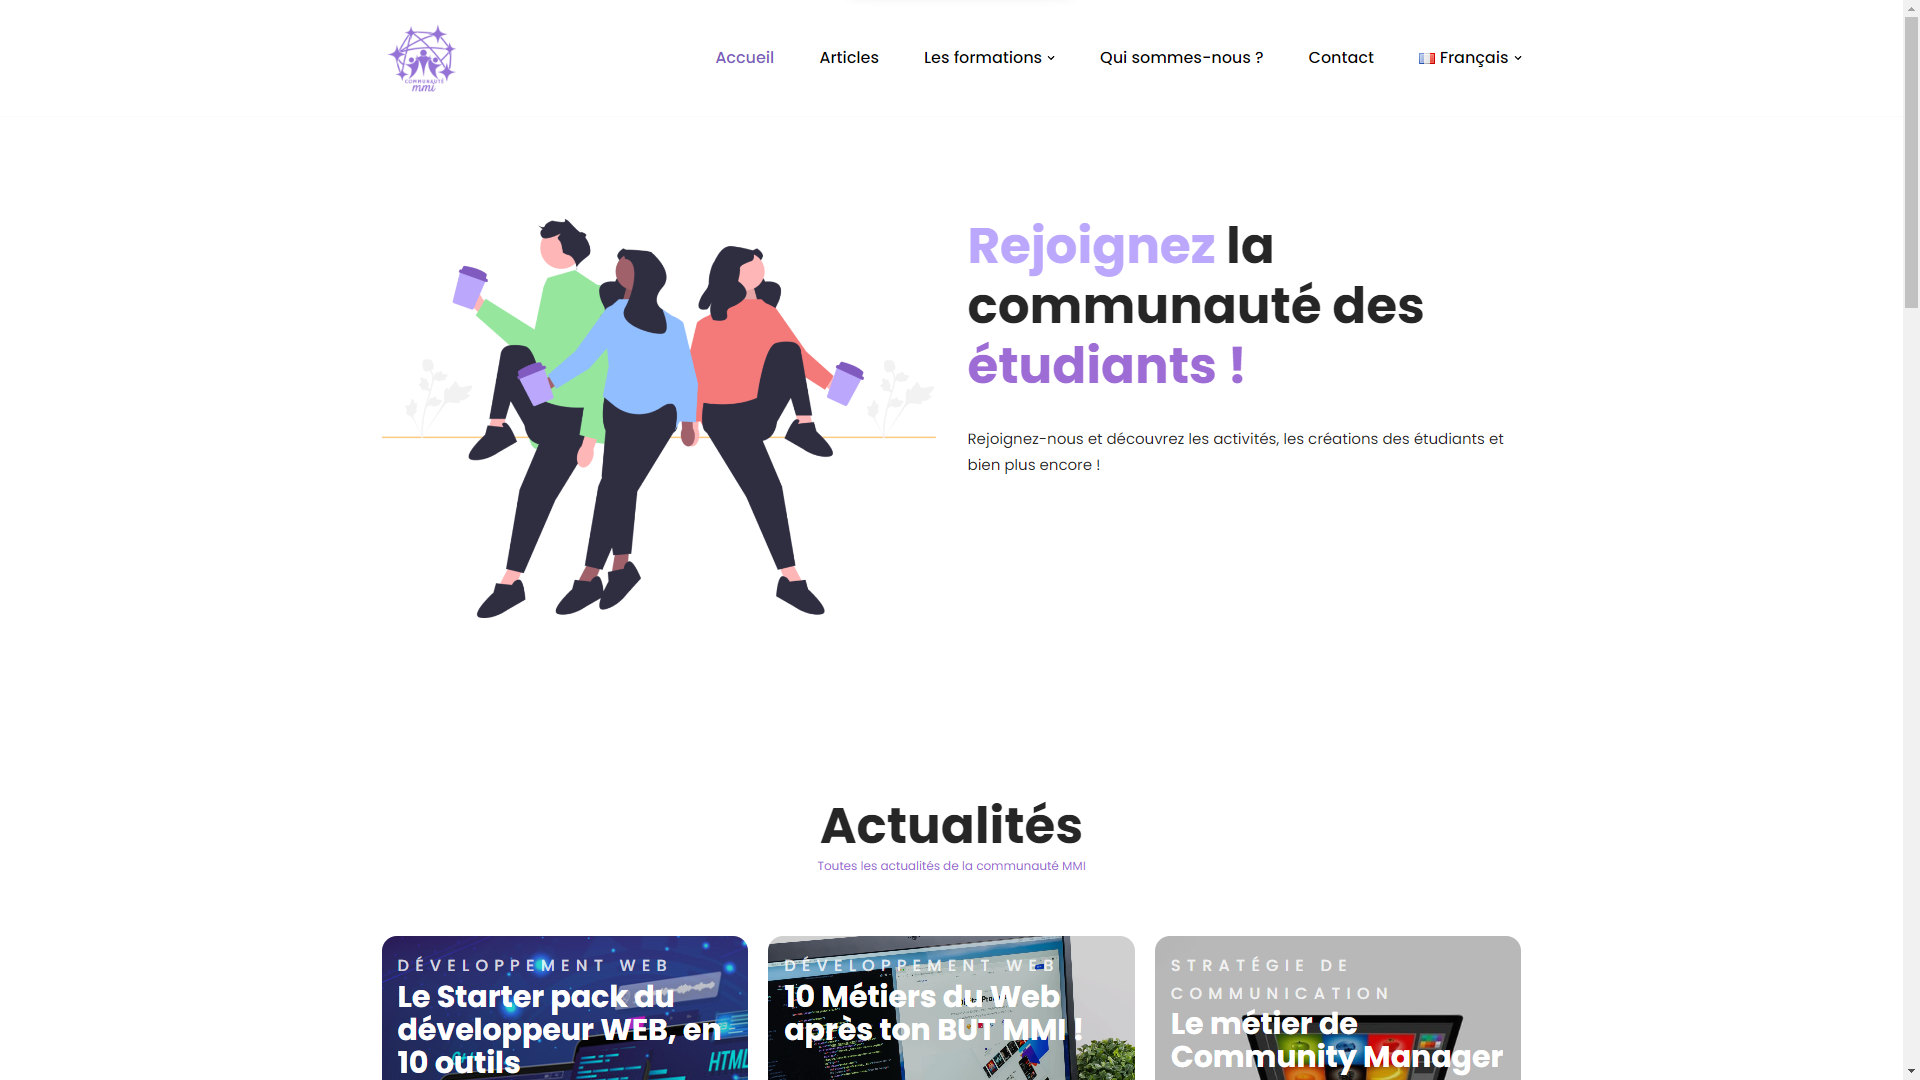 COMMUNAUTÉ
mmi
Accueil
Articles
Les formations
Qui sommes-nous ?
Contact
Français
Rejoignez la
communauté des
étudiants !
Rejoignez-nous et découvrez les activités, les créations des étudiants et
bien plus encore !
Actualités
Toutes les actualités de la communauté MMI
DÉVELOPPEMENT WEB
Le Starter pack du
développeur WEB, en
10 outils
HTML
DÉVELOPPEMENT WEB
10 Métiers du Web
après ton BUT MMI !
STRATÉGIE DE
COMMUNICATION
Le métier de
Community Manager